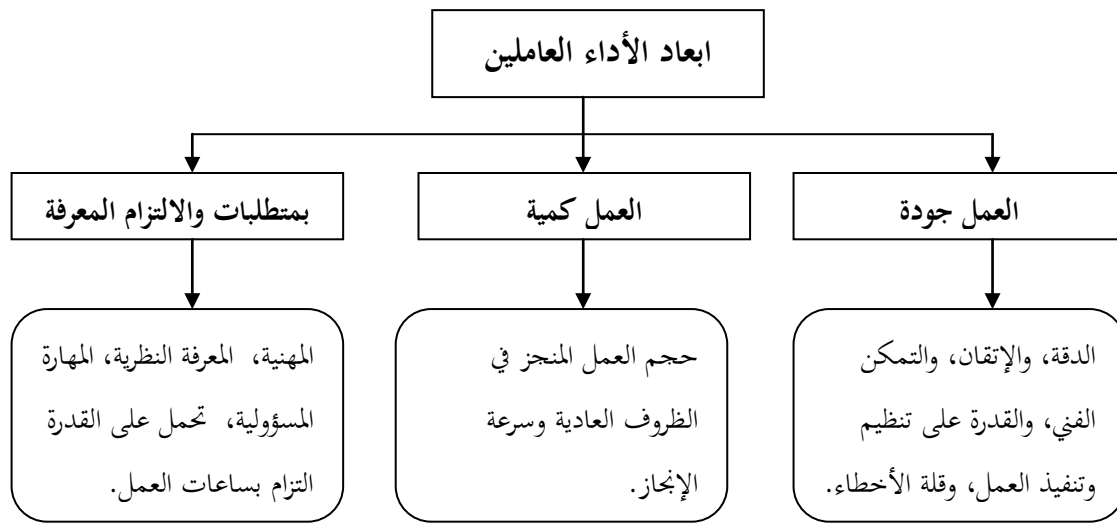 ابعاد الأداء العاملين
العمل جودة
العمل كمية
بمتطلبات والالتزام المعرفة
الدقة، والإتقان، والتمكن
الفني، والقدرة على تنظيم
وتنفيذ العمل، وقلة الأخطاء.
حجم العمل المنجز في
الظروف العادية وسرعة
الإنجاز.
المهنية، المعرفة النظرية، المهارة
المسؤولية، تحمل على القدرة
التزام بساعات العمل.